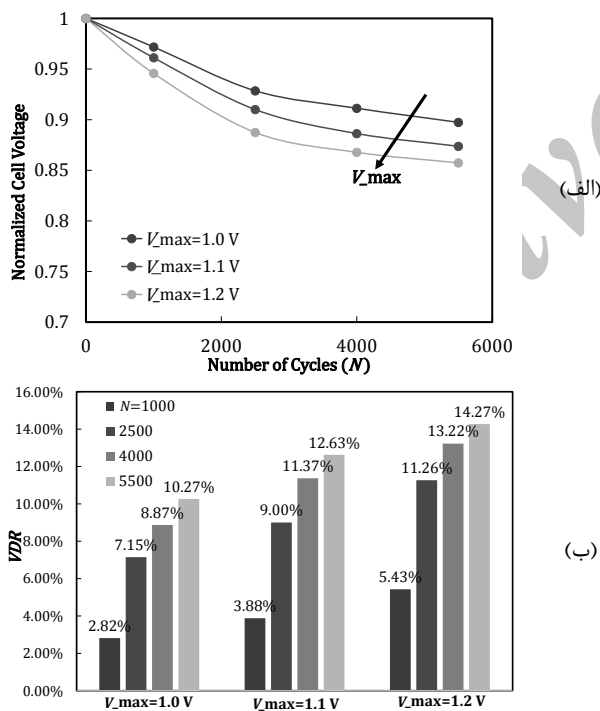 1
0.95
0.9
0.85
0.8
0.75
0.7
Normalized Cell Voltage
V_max
V_max=1.0 V
V_max=1.1 V
V_max=1.2 V
0 2000 4000 6000
Number of Cycles (N)
(الف)
16.00%
14.00%
12.00%
10.00%
8.00%
6.00%
4.00%
2.00%
0.00%
VDR
N=1000
2500
4000
5500
2.82% 7.15% 8.87% 10.27%
3.88% 9.00% 11.37% 12.63%
5.43% 11.26% 13.22% 14.27%
V_max=1.0 V V_max=1.1 V V_max=1.2 V
(ب)